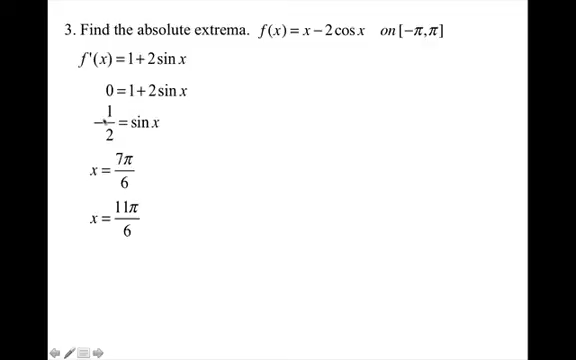 3. Find the absolute extrema. f(x) = x − 2cos x on [−π, π]
f'(x) = 1 + 2sin x
0 = 1 + 2sin x
−1/2 = sin x
x = 7π/6
x = 11π/6